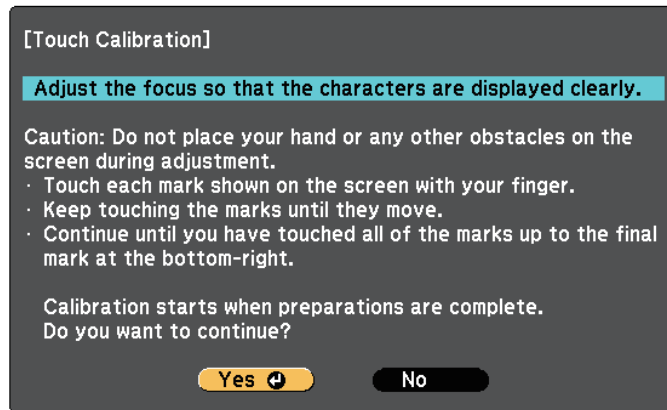 [Touch Calibration]
Adjust the focus so that the characters are displayed clearly.
Caution: Do not place your hand or any other obstacles on the
screen during adjustment.
· Touch each mark shown on the screen with your finger.
· Keep touching the marks until they move.
· Continue until you have touched all of the marks up to the final
mark at the bottom-right.
Calibration starts when preparations are complete.
Do you want to continue?
Yes No